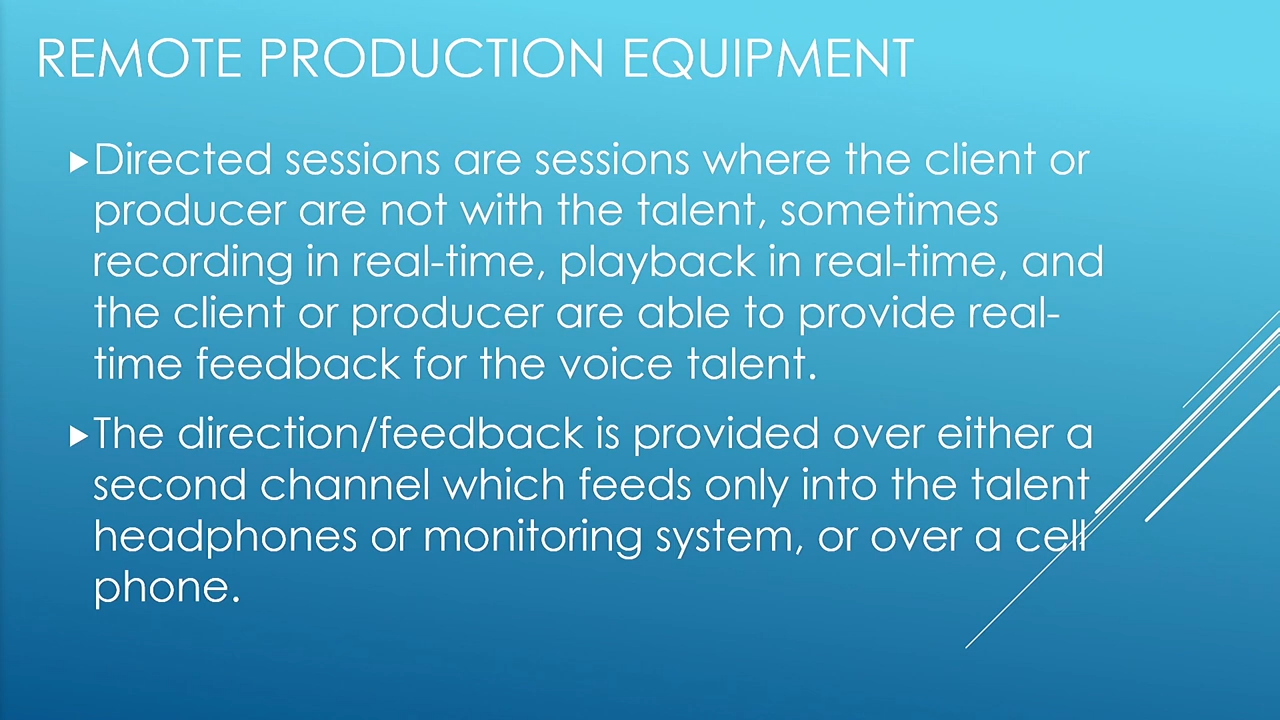 REMOTE PRODUCTION EQUIPMENT
Directed sessions are sessions where the client or
producer are not with the talent, sometimes
recording in real-time, playback in real-time, and
the client or producer are able to provide real-
time feedback for the voice talent.
The direction/feedback is provided over either a
second channel which feeds only into the talent
headphones or monitoring system, or over a cell
phone.